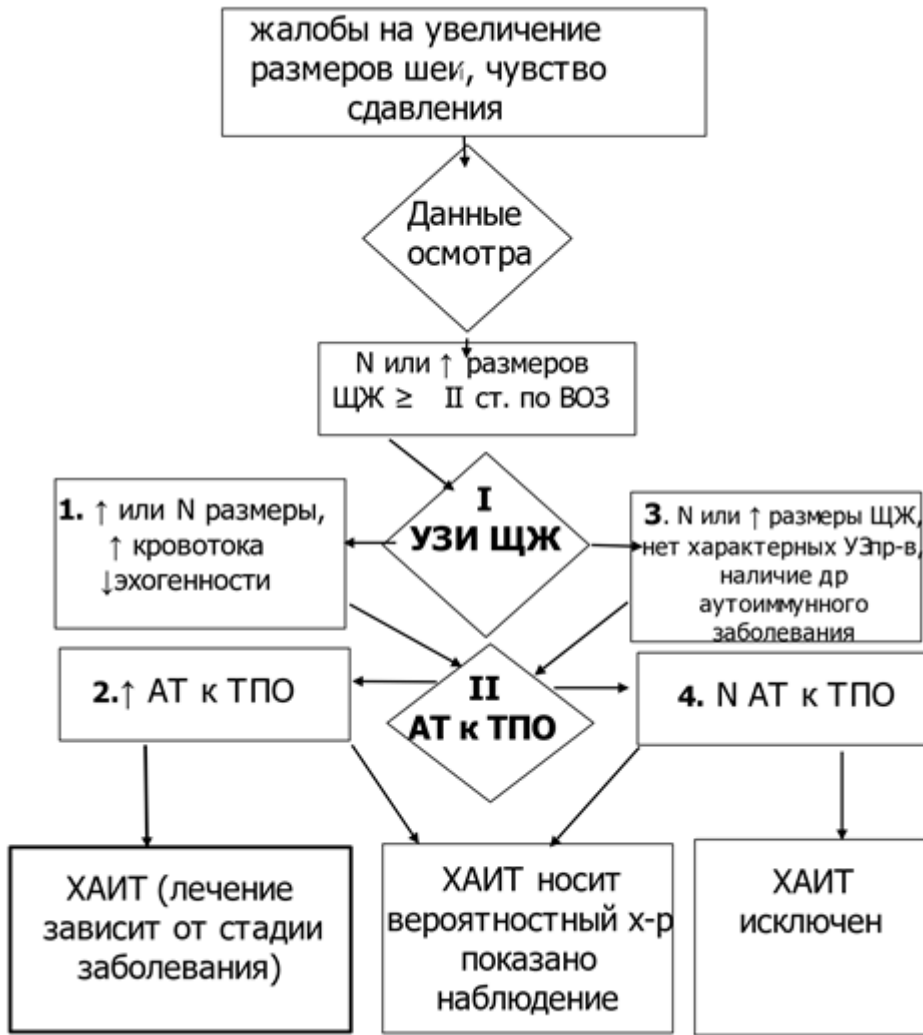 жалобы на увеличение
размеров шеи, чувство
сдавления
Данные
осмотра
N или ↑ размеров
ЩЖ ≥ II ст. по ВОЗ
I
УЗИ ЩЖ
1. ↑ или N размеры,
↑ кровотока
↓эхогенности
3. N или ↑ размеры ЩЖ,
нет характерных УЗпр-в,
наличие др
аутоиммунного
заболевания
II
АТ к ТПО
2.↑ АТ к ТПО
4. N АТ к ТПО
ХАИТ (лечение
зависит от стадии
заболевания)
ХАИТ носит
вероятностный х-р
показано
наблюдение
ХАИТ
исключен